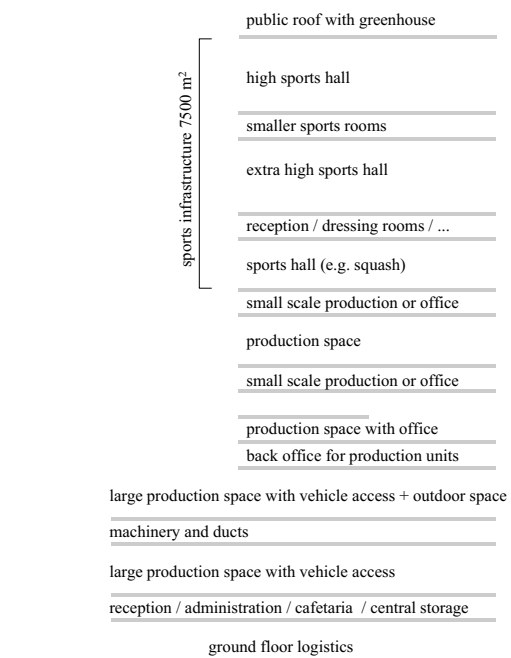 public roof with greenhouse
sports infrastructure 7500 m²
high sports hall
smaller sports rooms
extra high sports hall
reception / dressing rooms / ...
sports hall (e.g. squash)
small scale production or office
production space
small scale production or office
production space with office
back office for production units
large production space with vehicle access + outdoor space
machinery and ducts
large production space with vehicle access
reception / administration / cafetaria / central storage
ground floor logistics